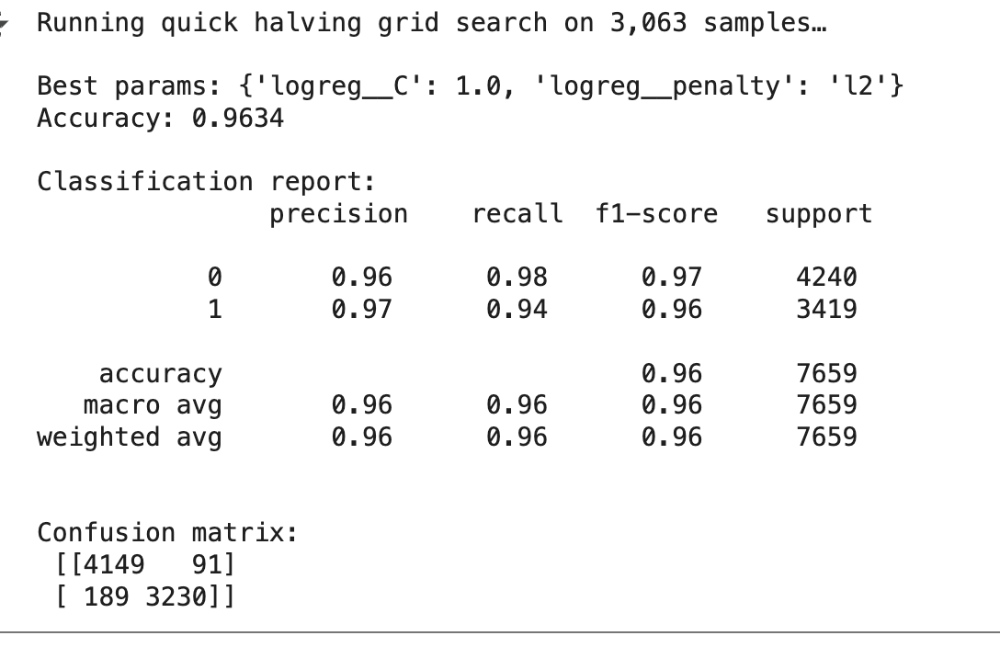 Running quick halving grid search on 3,063 samples…
Best params: {'logreg__C': 1.0, 'logreg__penalty': 'l2'}
Accuracy: 0.9634
Classification report:
precision recall f1-score support
0 0.96 0.98 0.97 4240
1 0.97 0.94 0.96 3419
accuracy 0.96 7659
macro avg 0.96 0.96 0.96 7659
weighted avg 0.96 0.96 0.96 7659
Confusion matrix:
[[4149 91]
[ 189 3230]]